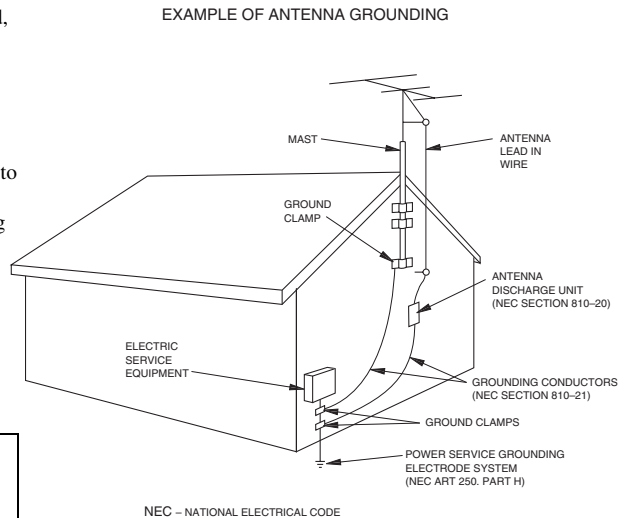 l,
EXAMPLE OF ANTENNA GROUNDING
MAST
ANTENNA
LEAD IN
WIRE
to
GROUND
CLAMP
g
ANTENNA
DISCHARGE UNIT
(NEC SECTION 810–20)
ELECTRIC
SERVICE
EQUIPMENT
GROUNDING CONDUCTORS
(NEC SECTION 810–21)
GROUND CLAMPS
POWER SERVICE GROUNDING
ELECTRODE SYSTEM
(NEC ART 250. PART H)
NEC – NATIONAL ELECTRICAL CODE